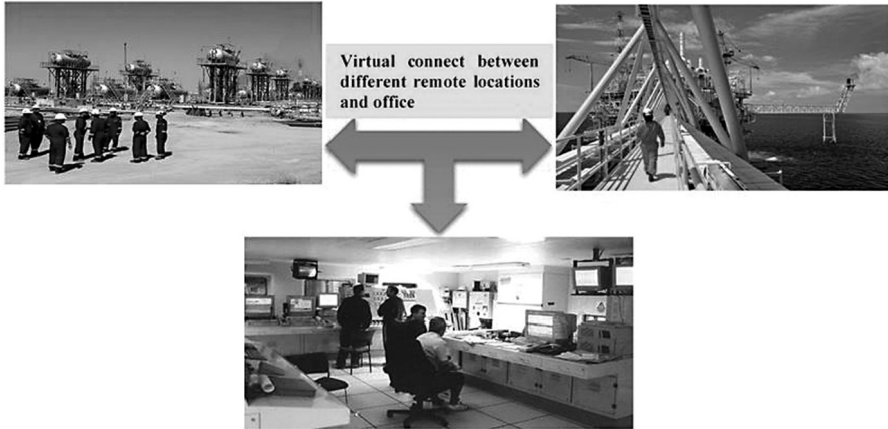 Virtual connect between
different remote locations
and office